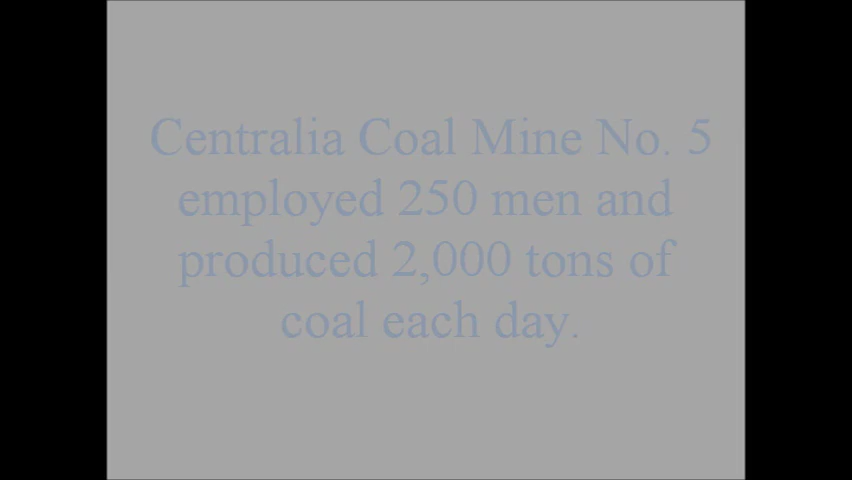 Centralia Coal Mine No. 5
employed 250 men and
produced 2,000 tons of
coal each day.